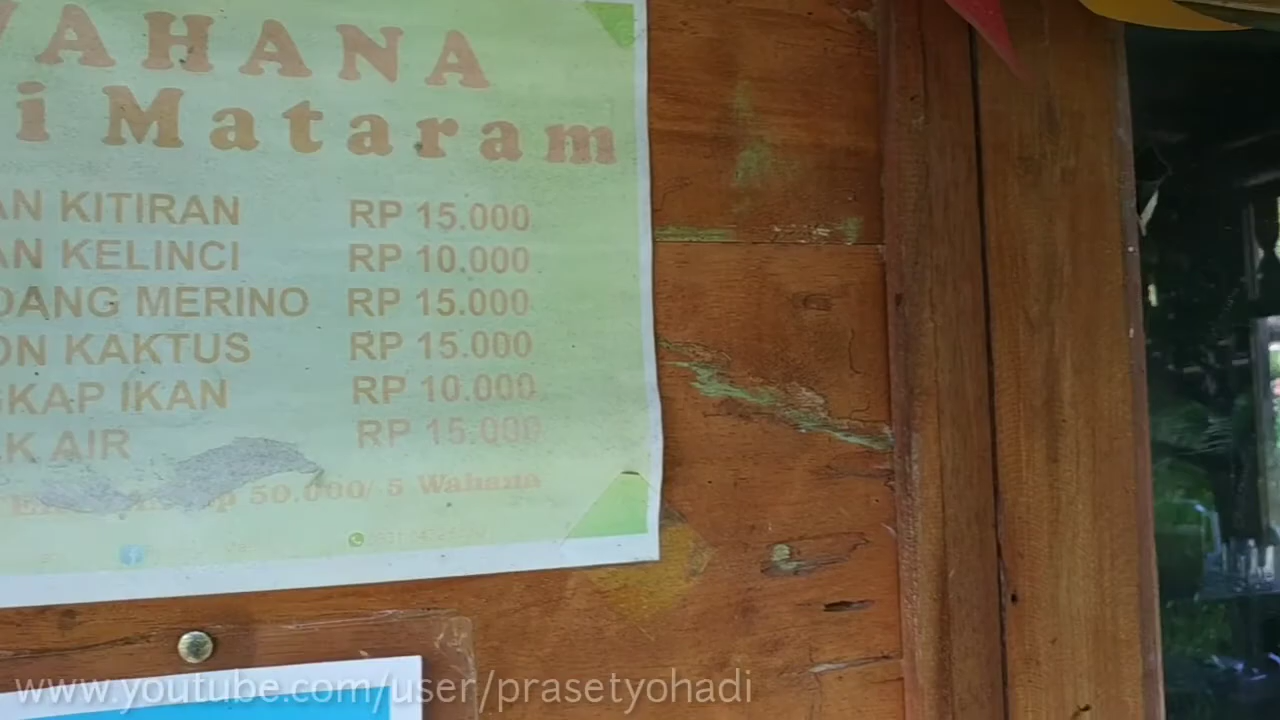 WAHANA
i Mataram
AN KITIRAN RP 15.000
AN KELINCI RP 10.000
DANG MERINO RP 15.000
ON KAKTUS RP 15.000
GKAP IKAN RP 10.000
K AIR RP 15.000
50.000/ 5 Wahana
www.youtube.com/user/prasetyohadi